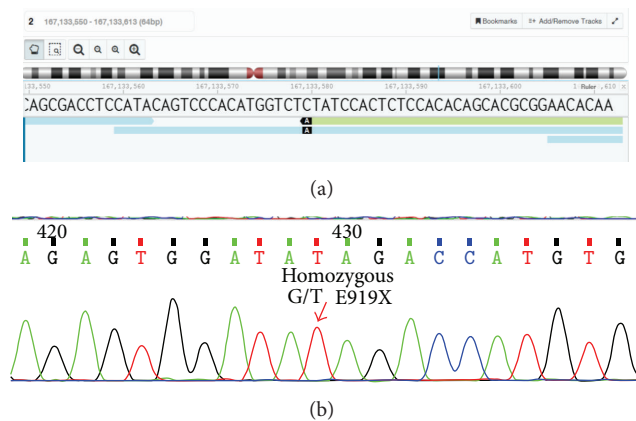 2 167,133,550 - 167,133,613 (64bp)
Bookmarks Add/Remove Tracks
133,550 167,133,560 167,133,570 167,133,580 167,133,590 167,133,600 Ruler ,610 x
CAGCGACCTCCATACAGTCCCACATGGTCTCTATCCACTCTCCACACAGCACGCGGAACACAA
A
A
(a)
420 430
A G A G T G G A T A T A G A C C A T G T G
Homozygous
G/T E919X
(b)